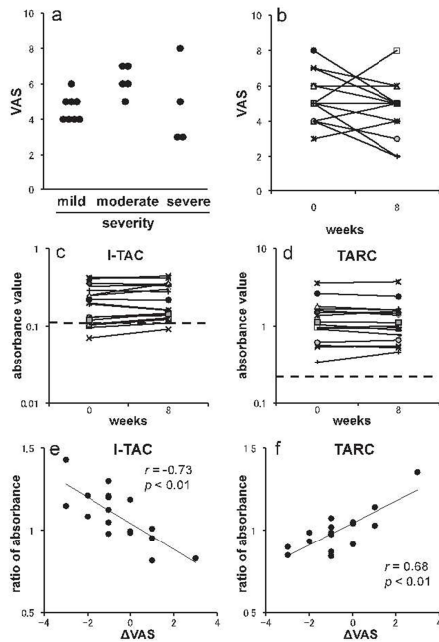 a
VAS
10
8
6
4
2
0
mild moderate severe
severity
b
VAS
10
8
6
4
2
0
0 8
weeks
c
I-TAC
absorbance value
1
0.1
0.01
0 8
weeks
d
TARC
absorbance value
10
1
0.1
0 8
weeks
e
I-TAC
ratio of absorbance
1.5
1
0.5
r = -0.73
p < 0.01
-4 -2 0 2 4
ΔVAS
f
TARC
ratio of absorbance
1.5
1
0.5
r = 0.68
p < 0.01
-4 -2 0 2 4
ΔVAS